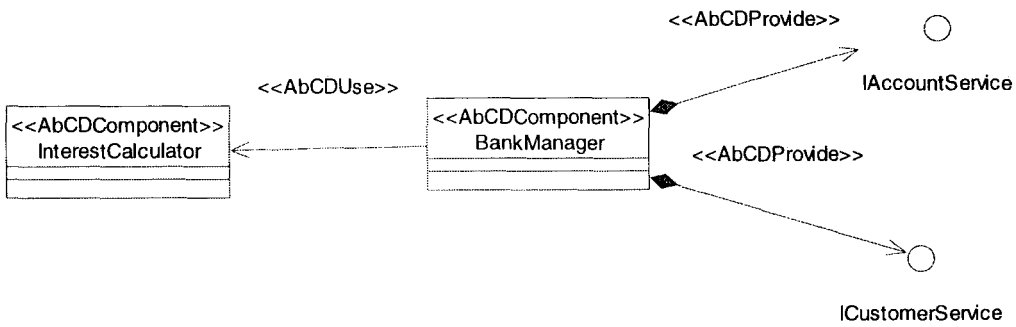 <<AbCDProvide>>
IAccountService
<<AbCDUse>>
<<AbCDComponent>>
InterestCalculator
<<AbCDComponent>>
BankManager
<<AbCDProvide>>
ICustomerService